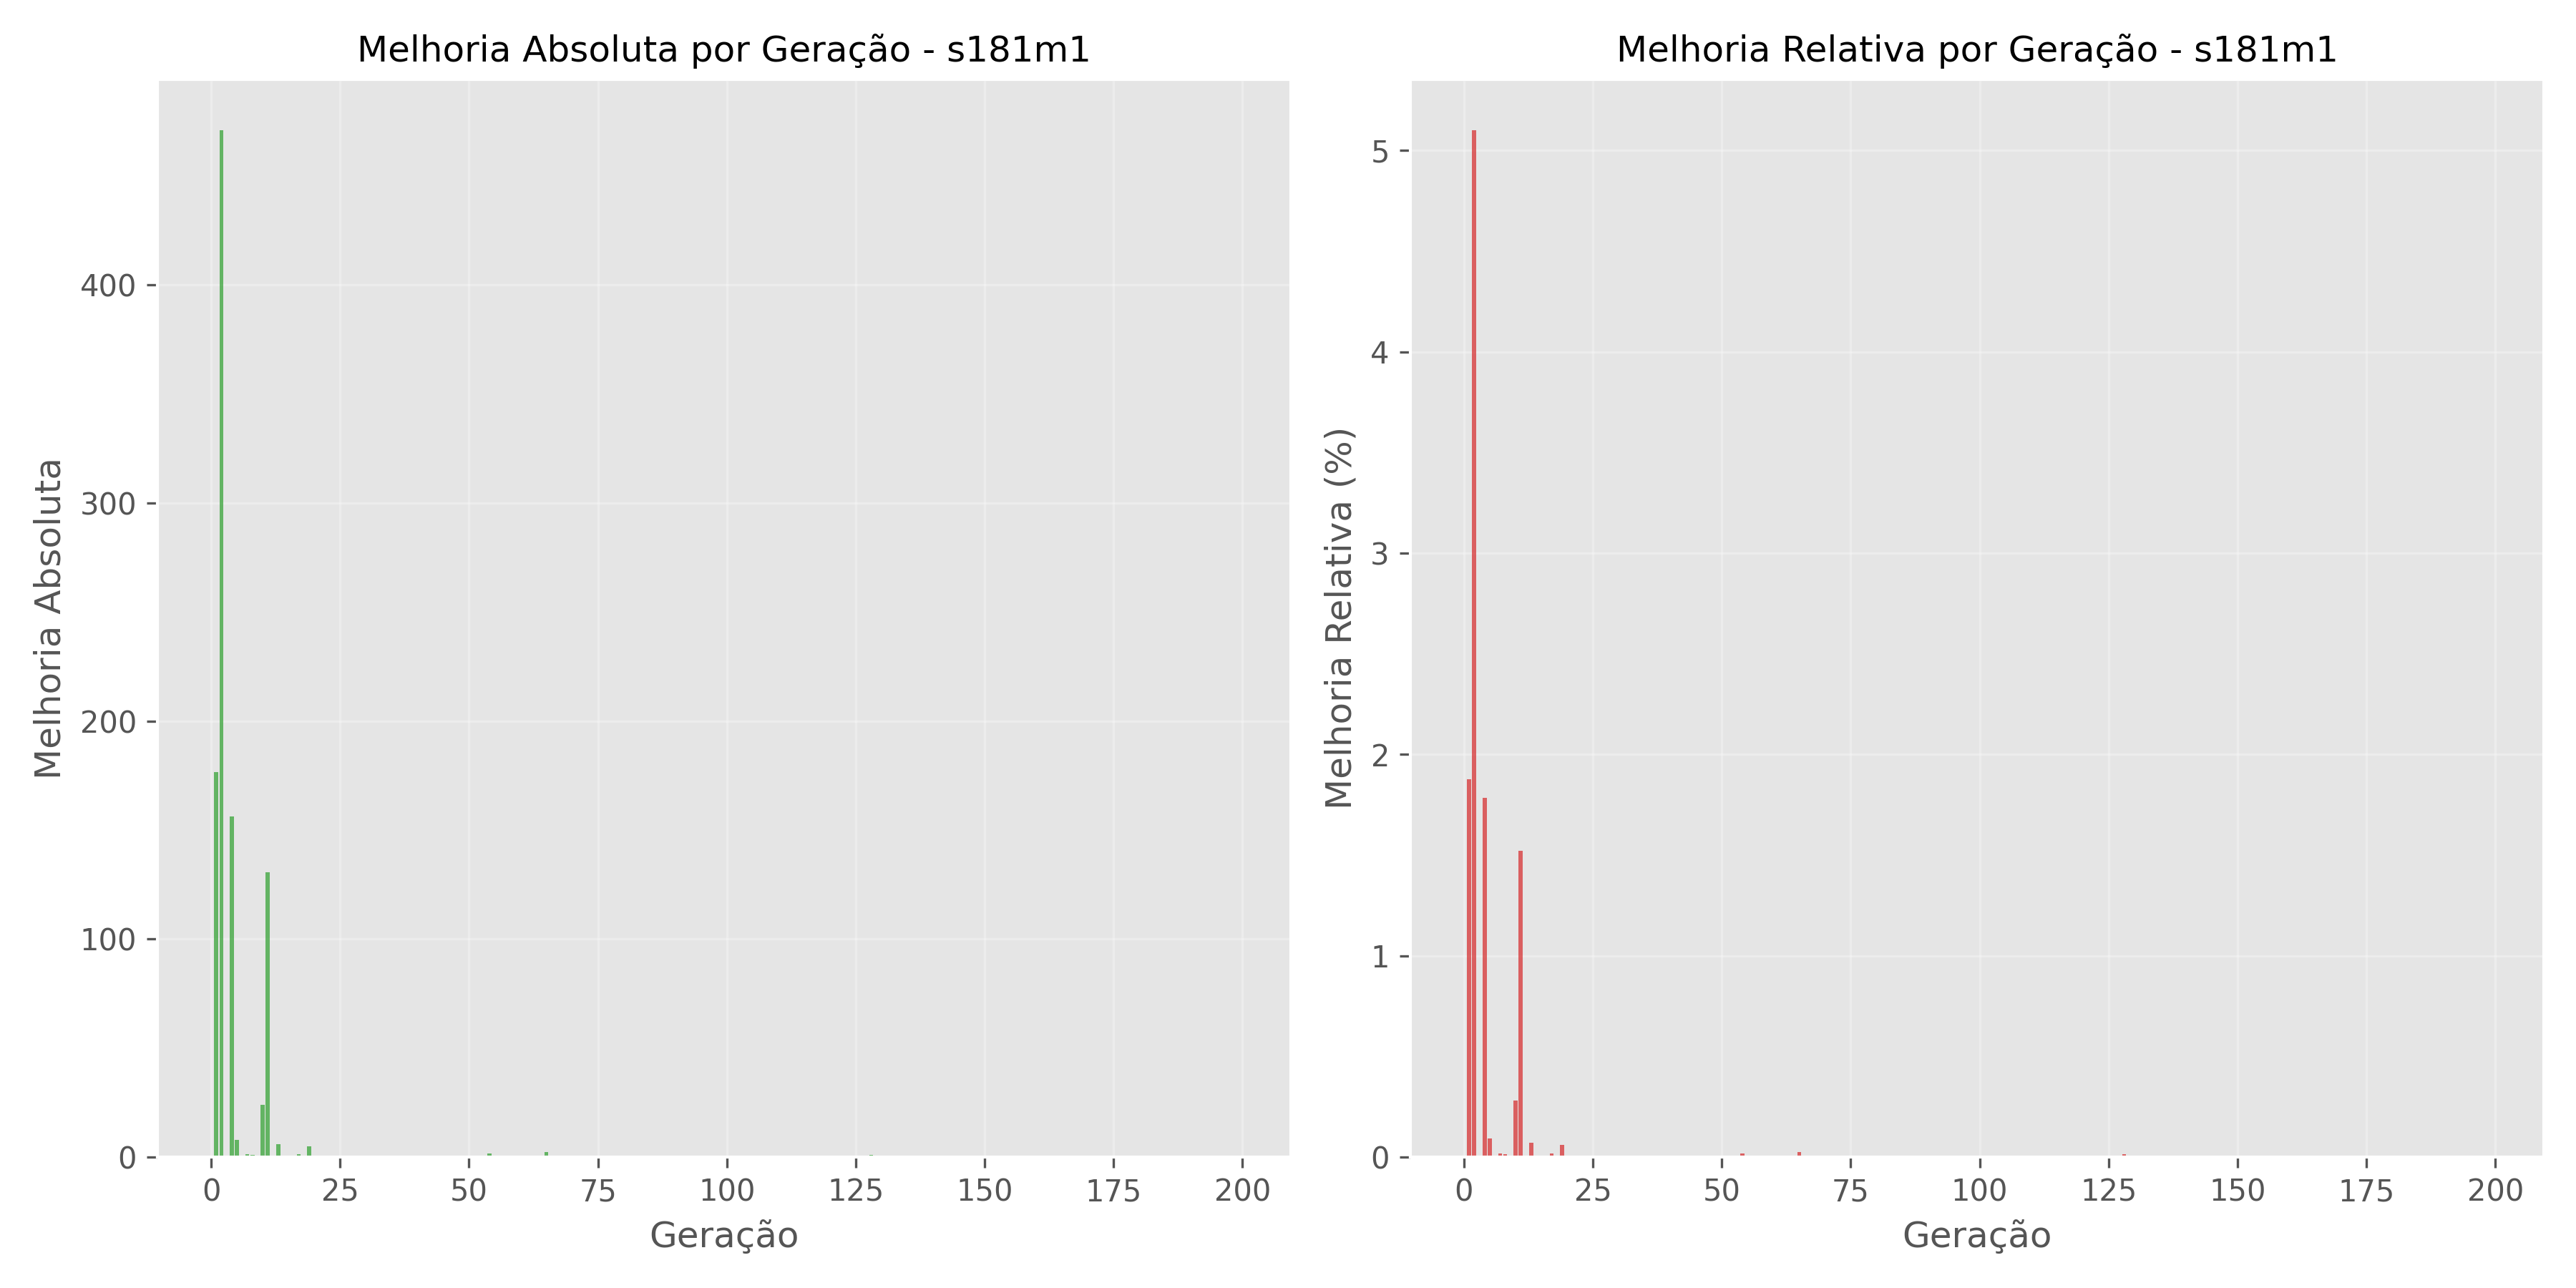 Melhoria Absoluta por Geração - s181m1
Melhoria Absoluta
400
300
200
100
0
0 25 50 75 100 125 150 175 200
Geração
Melhoria Relativa por Geração - s181m1
Melhoria Relativa (%)
5
4
3
2
1
0
0 25 50 75 100 125 150 175 200
Geração